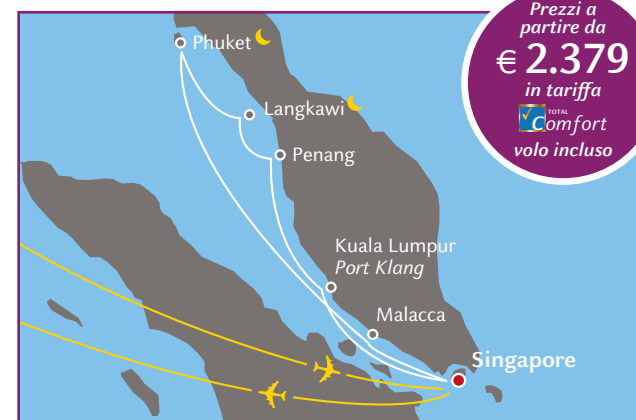 Prezzi a
partire da
€ 2.379
in tariffa
TOTAL
Comfort
volo incluso
Phuket
Langkawi
Penang
Kuala Lumpur
Port Klang
Malacca
Singapore